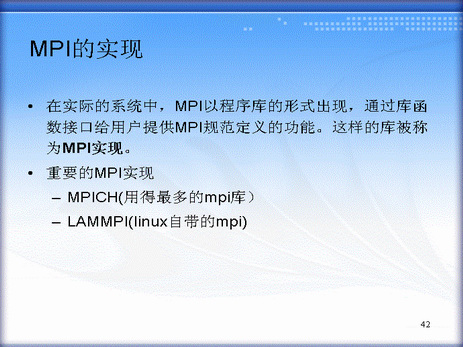 MPI的实现
• 在实际的系统中，MPI以程序库的形式出现，通过库函
数接口给用户提供MPI规范定义的功能。这样的库被称
为MPI实现。
• 重要的MPI实现
– MPICH(用得最多的mpi库）
– LAMMPI(linux自带的mpi)
42